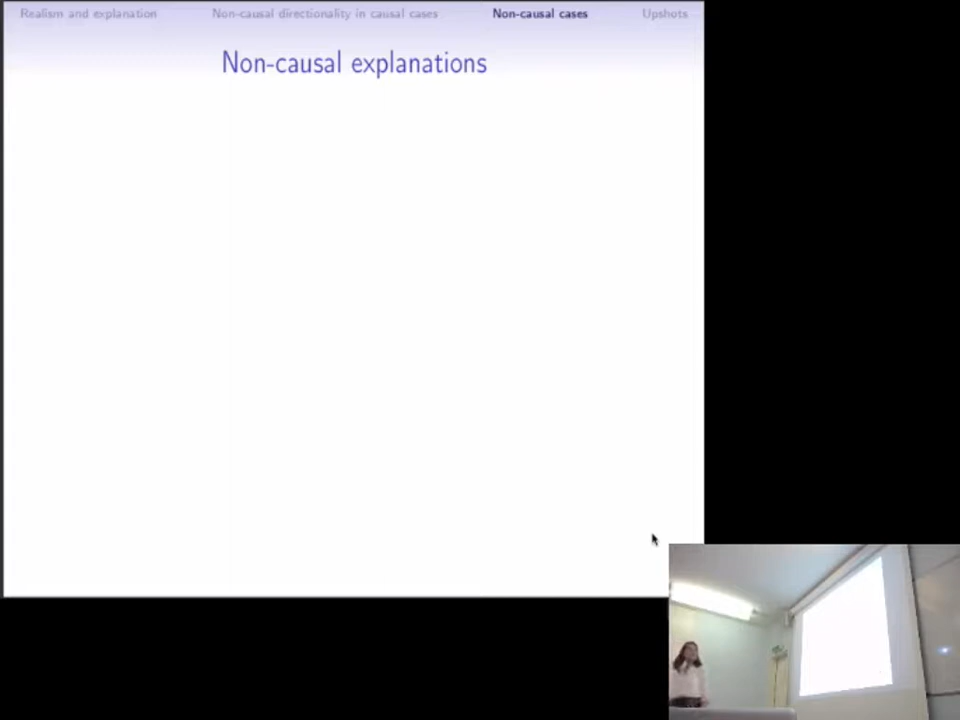 Realism and explanation Non-causal directionality in causal cases Non-causal cases Upshots
Non-causal explanations